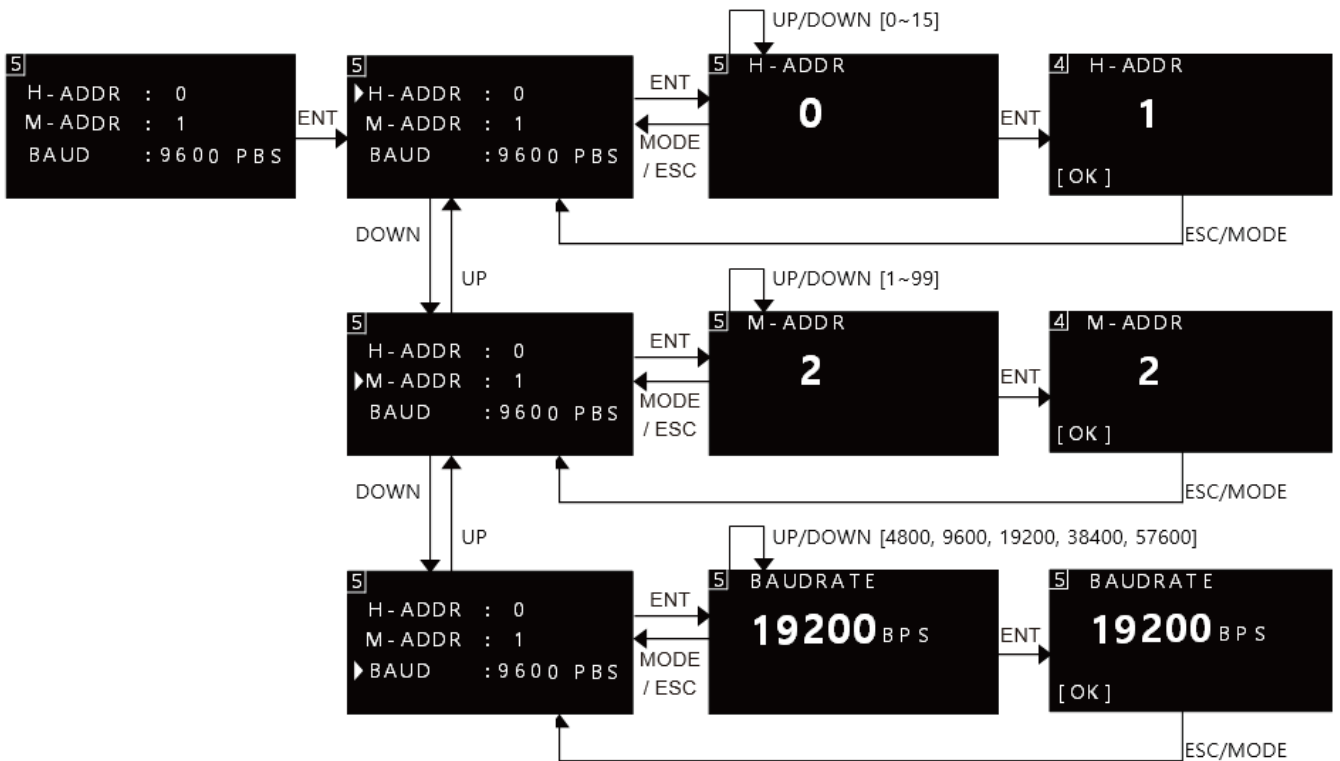 UP/DOWN [0~15]
5
H-ADDR : 0
M-ADDR : 1
BAUD :9600 PBS
ENT
5
H-ADDR : 0
M-ADDR : 1
BAUD :9600 PBS
ENT
MODE
/ ESC
5 H-ADDR
0
ENT
4 H-ADDR
1
[OK]
ESC/MODE
DOWN
UP
UP/DOWN [1~99]
5
H-ADDR : 0
M-ADDR : 1
BAUD :9600 PBS
ENT
MODE
/ ESC
5 M-ADDR
2
ENT
4 M-ADDR
2
[OK]
ESC/MODE
DOWN
UP
UP/DOWN [4800, 9600, 19200, 38400, 57600]
5
H-ADDR : 0
M-ADDR : 1
BAUD :9600 PBS
ENT
MODE
/ ESC
5 BAUDRATE
19200 BPS
ENT
5 BAUDRATE
19200 BPS
[OK]
ESC/MODE